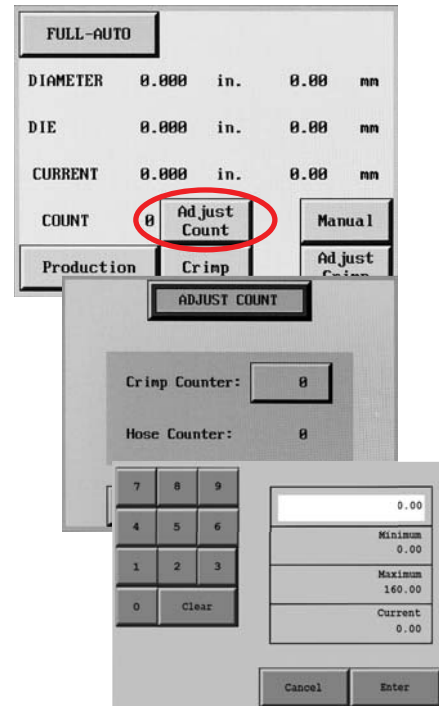 FULL-AUTO
DIAMETER 0.000 in. 0.00 mm
DIE 0.000 in. 0.00 mm
CURRENT 0.000 in. 0.00 mm
COUNT 0 Adjust Count Manual
Production Crimp Adjust
ADJUST COUNT
Crimp Counter: 0
Hose Counter: 0
7 8 9
4 5 6
1 2 3
0 Clear
0.00
Minimum
0.00
Maximum
160.00
Current
0.00
Cancel Enter